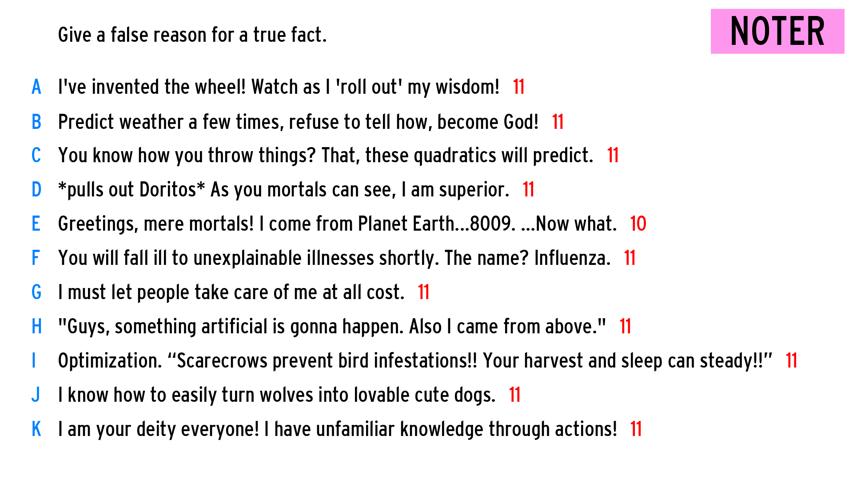 NOTER
Give a false reason for a true fact.
A I've invented the wheel! Watch as I 'roll out' my wisdom! 11
B Predict weather a few times, refuse to tell how, become God! 11
C You know how you throw things? That, these quadratics will predict. 11
D *pulls out Doritos* As you mortals can see, I am superior. 11
E Greetings, mere mortals! I come from Planet Earth...8009. ...Now what. 10
F You will fall ill to unexplainable illnesses shortly. The name? Influenza. 11
G I must let people take care of me at all cost. 11
H "Guys, something artificial is gonna happen. Also I came from above." 11
I Optimization. “Scarecrows prevent bird infestations!! Your harvest and sleep can steady!!” 11
J I know how to easily turn wolves into lovable cute dogs. 11
K I am your deity everyone! I have unfamiliar knowledge through actions! 11